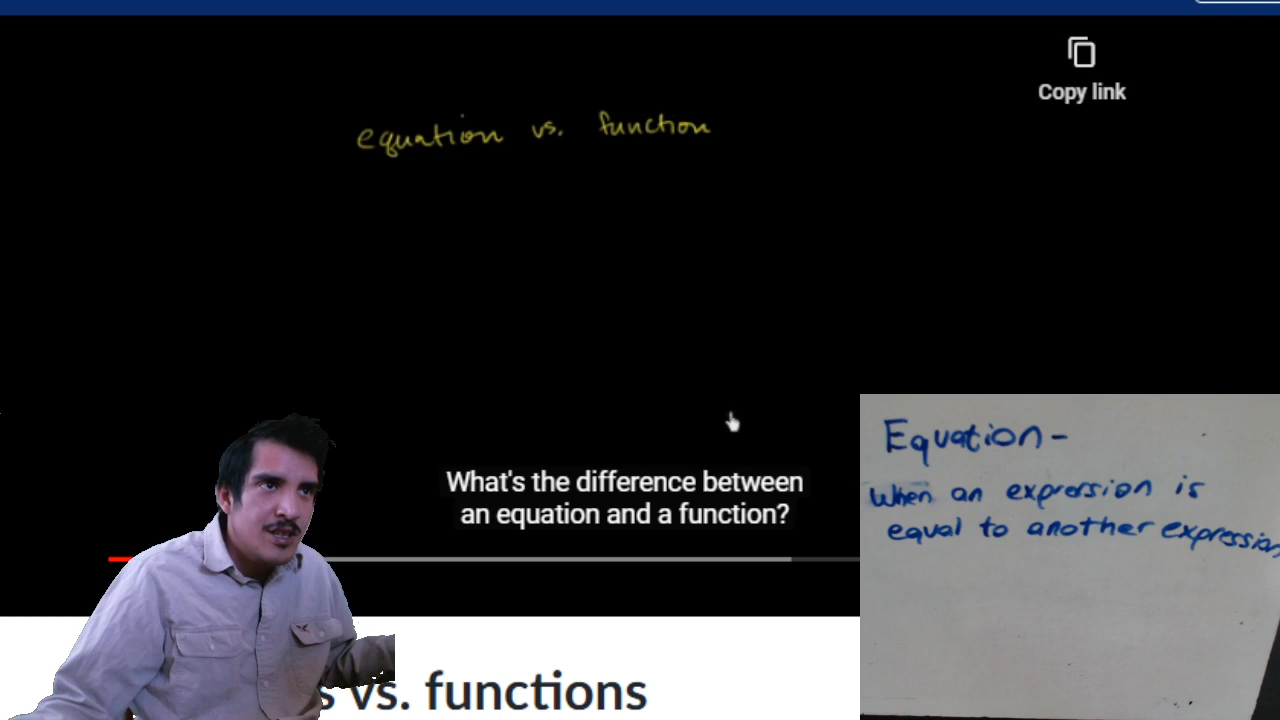 Copy link
equation vs. function
What's the difference between
an equation and a function?
s vs. functions
Equation-
When an expression is
equal to another expression